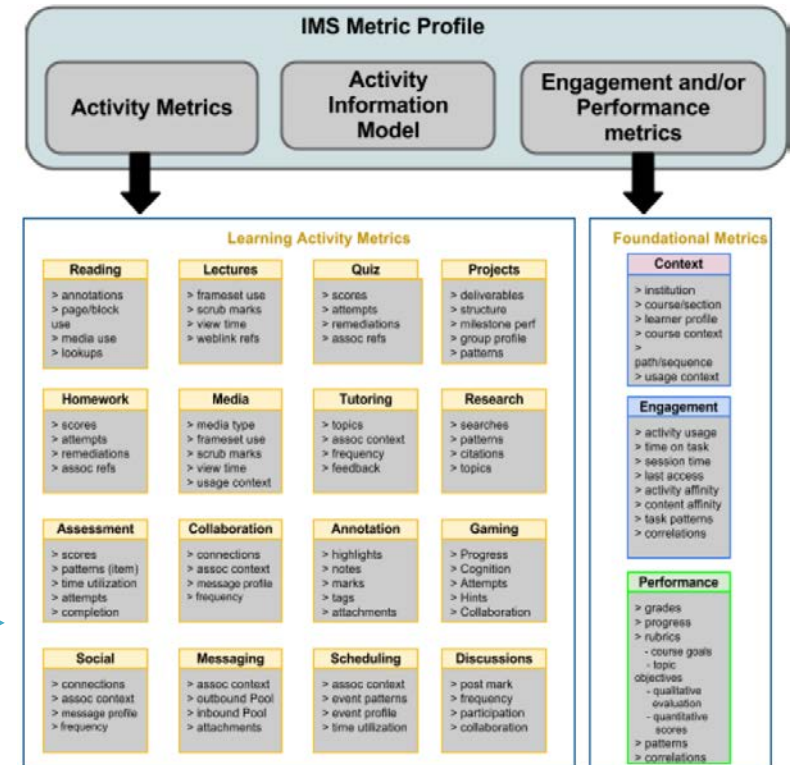 IMS Metric Profile
Activity Metrics
Activity
Information
Model
Engagement and/or
Performance
metrics
Learning Activity Metrics
Reading
> annotations
> page/block
use
> media use
> lookups
Lectures
> frameset use
> scrub marks
> view time
> weblink refs
Quiz
> scores
> attempts
> remediations
> assoc refs
Projects
> deliverables
> structure
> milestone perf
> group profile
> patterns
Homework
> scores
> attempts
> remediations
> assoc refs
Media
> media type
> frameset use
> scrub marks
> view time
> usage context
Tutoring
> topics
> assoc context
> frequency
> feedback
Research
> searches
> patterns
> citations
> topics
Assessment
> scores
> patterns (item)
> time utilization
> attempts
> completion
Collaboration
> connections
> assoc context
> message profile
> frequency
Annotation
> highlights
> notes
> marks
> tags
> attachments
Gaming
> Progress
> Cognition
> Attempts
> Hints
> Collaboration
Social
> connections
> assoc context
> message profile
> frequency
Messaging
> assoc context
> outbound Pool
> inbound Pool
> attachments
Scheduling
> assoc context
> event patterns
> event profile
> time utilization
Discussions
> post mark
> frequency
> participation
> collaboration
Foundational Metrics
Context
> institution
> course/section
> learner profile
> course context
>
path/sequence
> usage context
Engagement
> activity usage
> time on task
> session time
> last access
> activity affinity
> content affinity
> task patterns
> correlations
Performance
> grades
> progress
> rubrics
- course goals
- topic
objectives
- qualitative
evaluation
- quantitative
scores
> patterns
> correlations